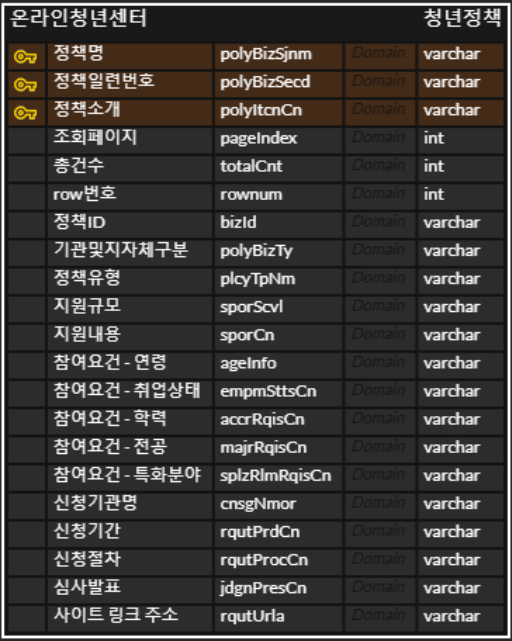 온라인청년센터 청년정책
정책명 polyBizSjnm Domain varchar
정책일련번호 polyBizSecd Domain varchar
정책소개 polyItcnCn Domain varchar
조회페이지 pageIndex Domain int
총건수 totalCnt Domain int
row번호 rownum Domain int
정책ID bizId Domain varchar
기관및지자체구분 polyBizTy Domain varchar
정책유형 plcyTpNm Domain varchar
지원규모 sporScvl Domain varchar
지원내용 sporCn Domain varchar
참여요건 - 연령 ageInfo Domain varchar
참여요건 - 취업상태 empmSttsCn Domain varchar
참여요건 - 학력 accrRqisCn Domain varchar
참여요건 - 전공 majrRqisCn Domain varchar
참여요건 - 특화분야 splzRlmRqisCn Domain varchar
신청기관명 cnsgNmor Domain varchar
신청기간 rqutPrdCn Domain varchar
신청절차 rqutProcCn Domain varchar
심사발표 jdgnPresCn Domain varchar
사이트 링크 주소 rqutUrla Domain varchar